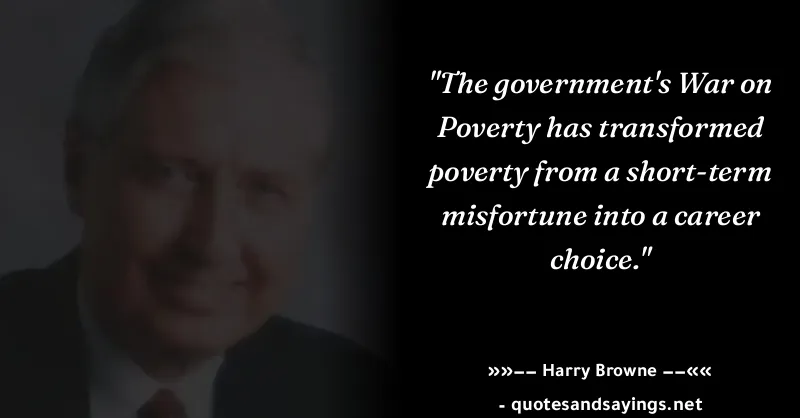 "The government's War on
Poverty has transformed
poverty from a short-term
misfortune into a career
choice."
»»–– Harry Browne ––««
- quotesandsayings.net